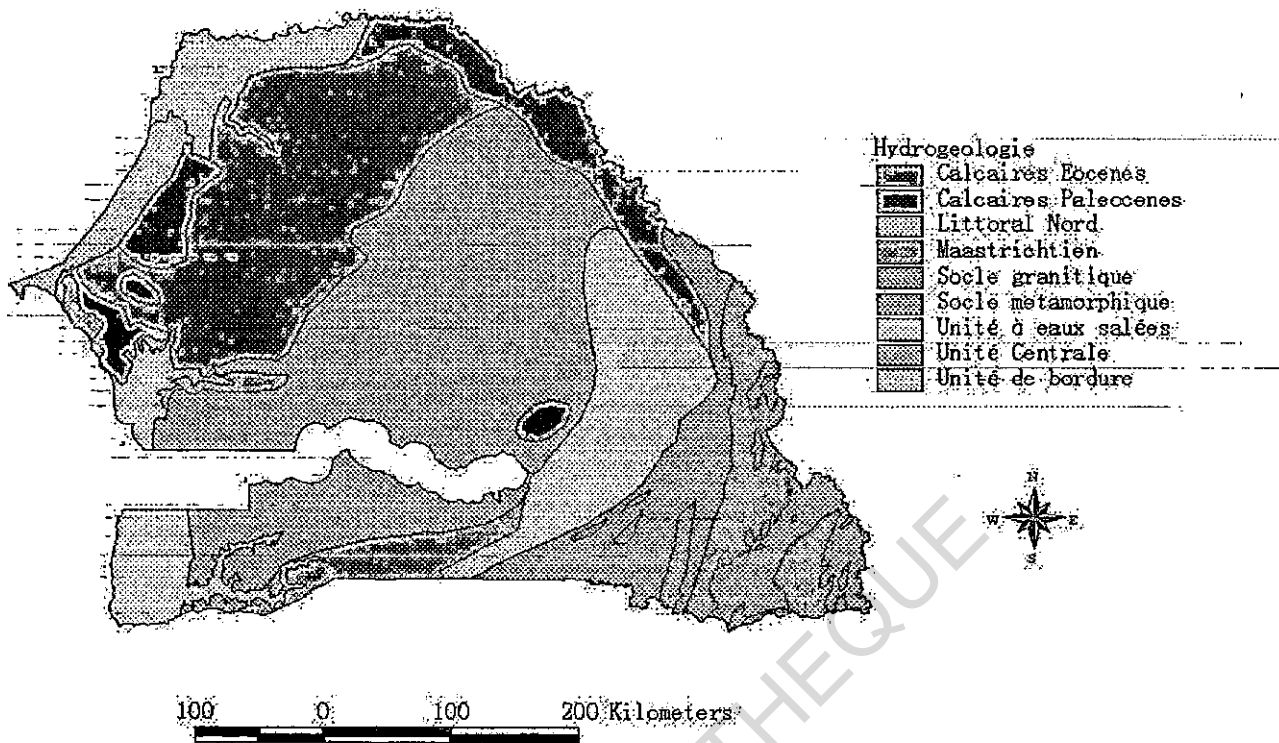 Hydrogeologie
Calcaires Eocenes
Calcaires Paleocenes
Littoral Nord
Maastrichtien
Socle granitique
Socle metamorphique
Unité à eaux salées
Unité Centrale
Unité de bordure
N
W E
S
THEQUE
100 0 100 200 Kilometers